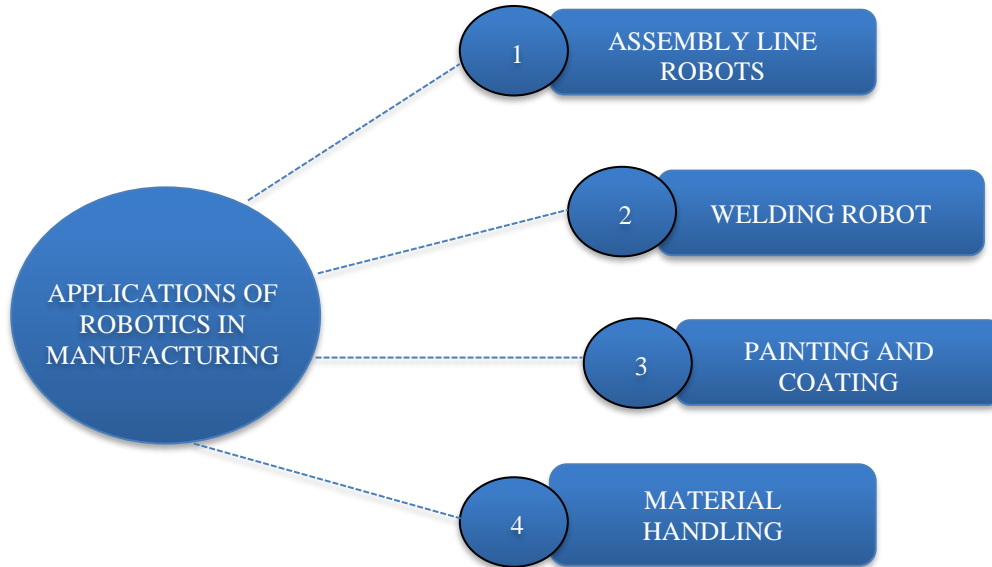 1
ASSEMBLY LINE
ROBOTS
2
WELDING ROBOT
APPLICATIONS OF
ROBOTICS IN
MANUFACTURING
3
PAINTING AND
COATING
4
MATERIAL
HANDLING